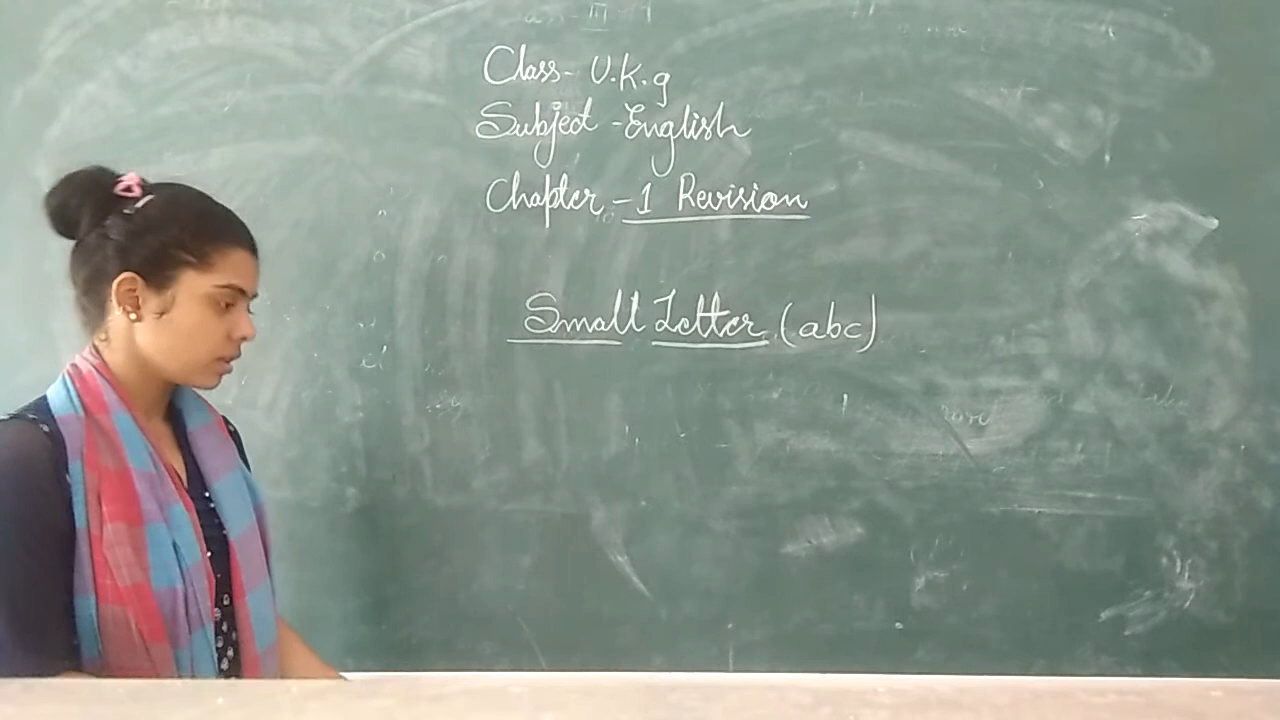 Class- U.K.g
Subject -English
Chapter -1 Revision
Small Letter (abc)